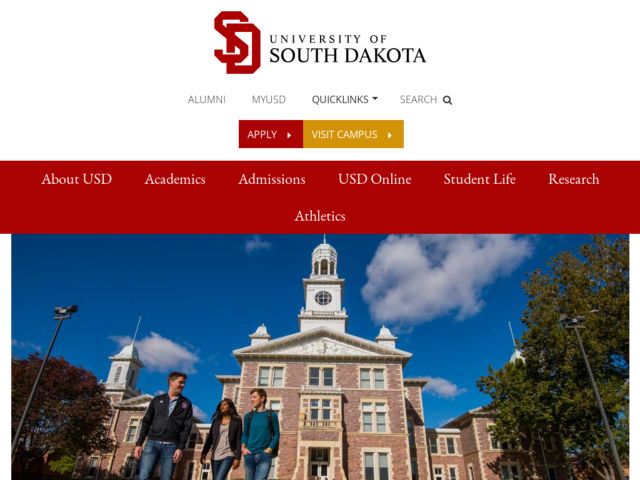 UNIVERSITY OF
SOUTH DAKOTA
ALUMNI MYUSD QUICKLINKS SEARCH
APPLY VISIT CAMPUS
About USD Academics Admissions USD Online Student Life Research
Athletics